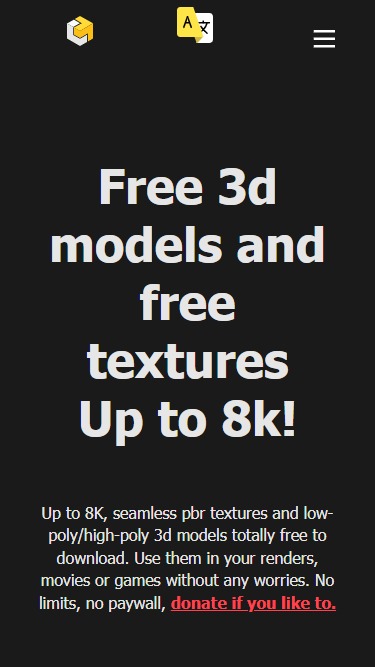 A 文
Free 3d
models and
free
textures
Up to 8k!
Up to 8K, seamless pbr textures and low-
poly/high-poly 3d models totally free to
download. Use them in your renders,
movies or games without any worries. No
limits, no paywall, donate if you like to.